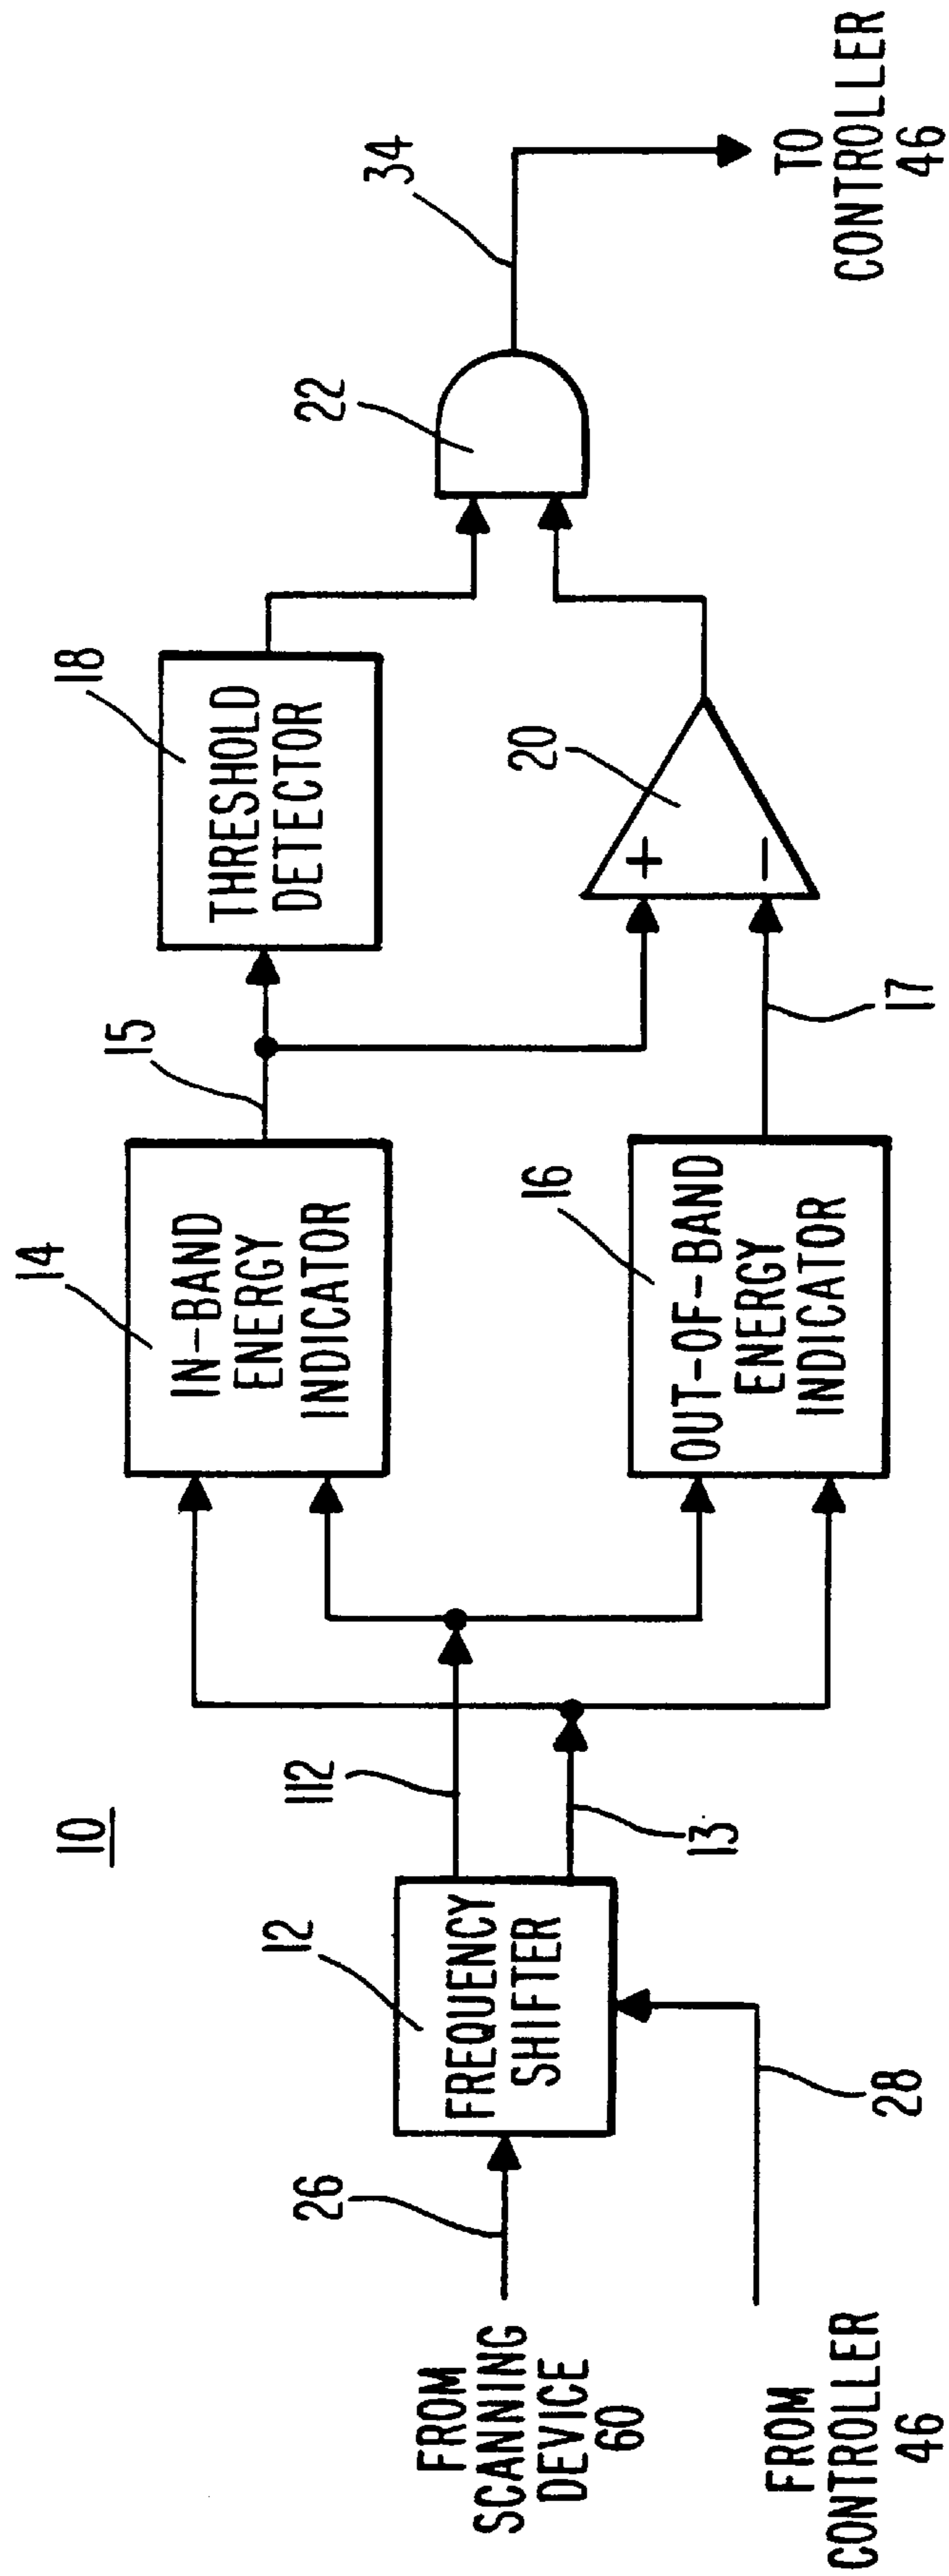 10
FROM
SCANNING
DEVICE
60
26
FROM
CONTROLLER
46
28
12
FREQUENCY
SHIFTER
112
13
14
IN-BAND
ENERGY
INDICATOR
15
16
OUT-OF-BAND
ENERGY
INDICATOR
17
18
THRESHOLD
DETECTOR
20
+
−
22
34
TO
CONTROLLER
46